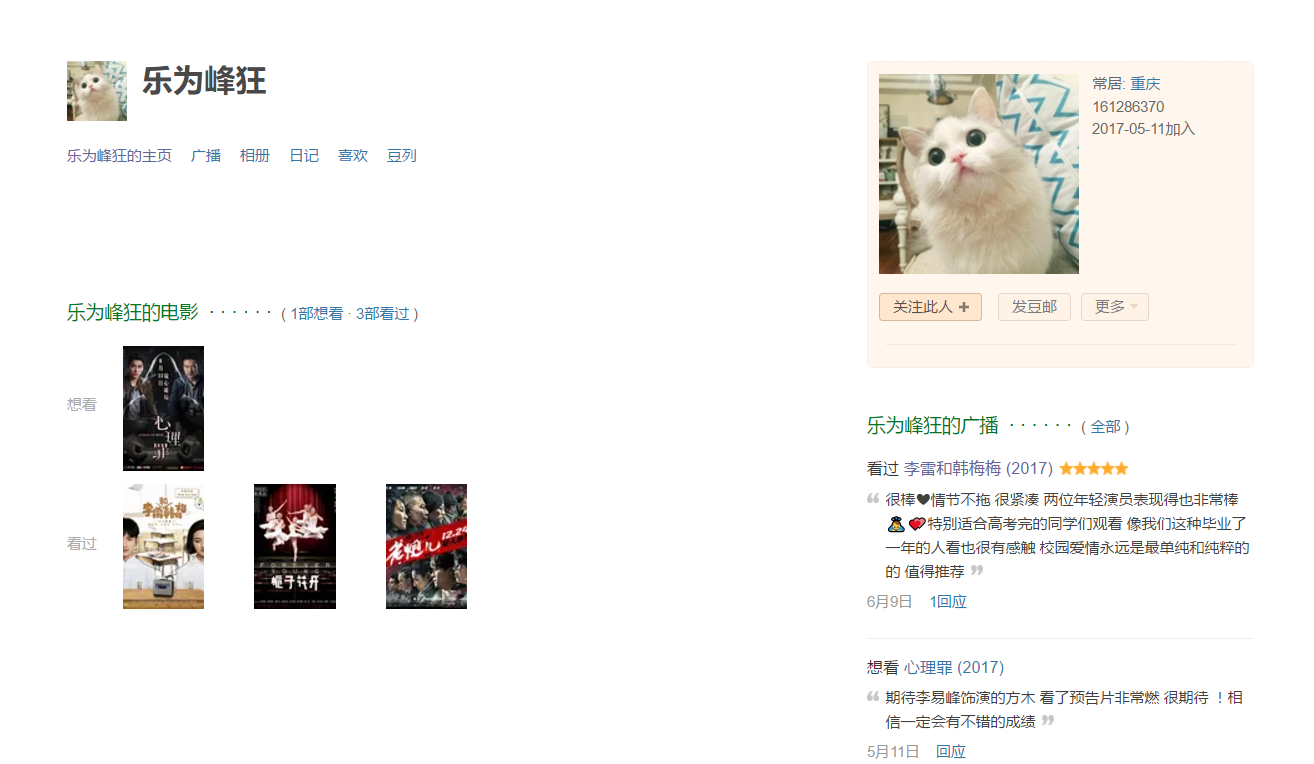 乐为峰狂
乐为峰狂的主页 广播 相册 日记 喜欢 豆列
乐为峰狂的电影 · · · · · · ( 1部想看 · 3部看过 )
想看
心理罪
看过
FOREVER YOUNG
栀子花开
老炮儿
12.24
常居: 重庆
161286370
2017-05-11加入
关注此人 +
发豆邮
更多
乐为峰狂的广播 · · · · · · ( 全部 )
看过 李雷和韩梅梅 (2017) ★★★★★
“ 很棒❤情节不拖 很紧凑 两位年轻演员表现得也非常棒
特别适合高考完的同学们观看 像我们这种毕业了
一年的人看也很有感触 校园爱情永远是最单纯和纯粹的
的 值得推荐 ”
6月9日 1回应
想看 心理罪 (2017)
“ 期待李易峰饰演的方木 看了预告片非常燃 很期待 ！相
信一定会有不错的成绩 ”
5月11日 回应